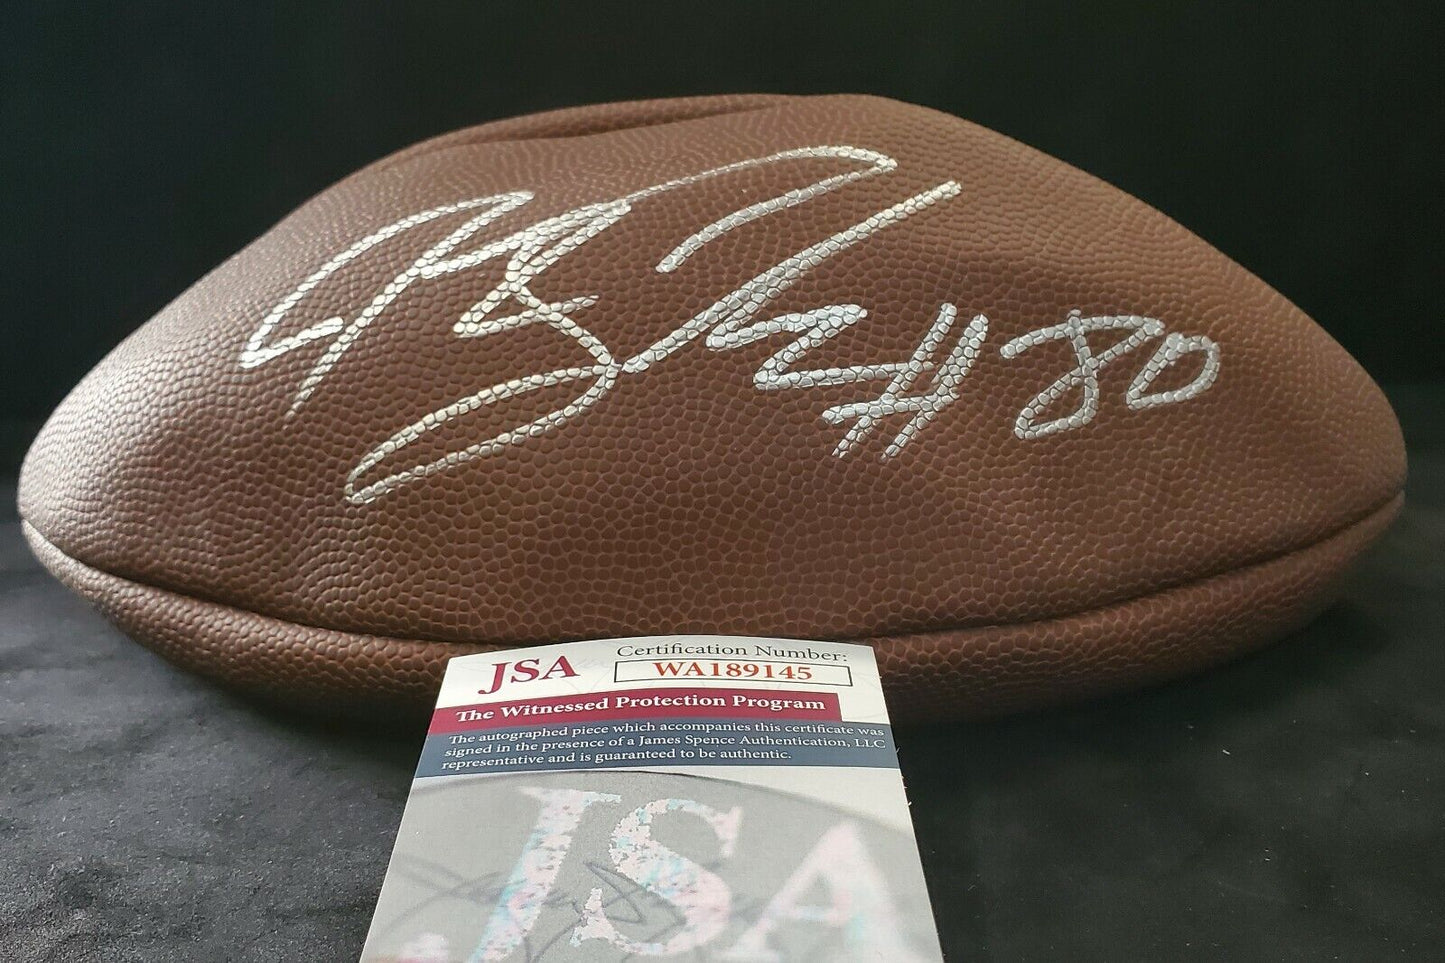 #80
JSA
Certification Number:
WA189145
The Witnessed Protection Program
The autographed piece which accompanies this certificate was
signed in the presence of a James Spence Authentication, LLC
representative and is guaranteed to be authentic.
JSA